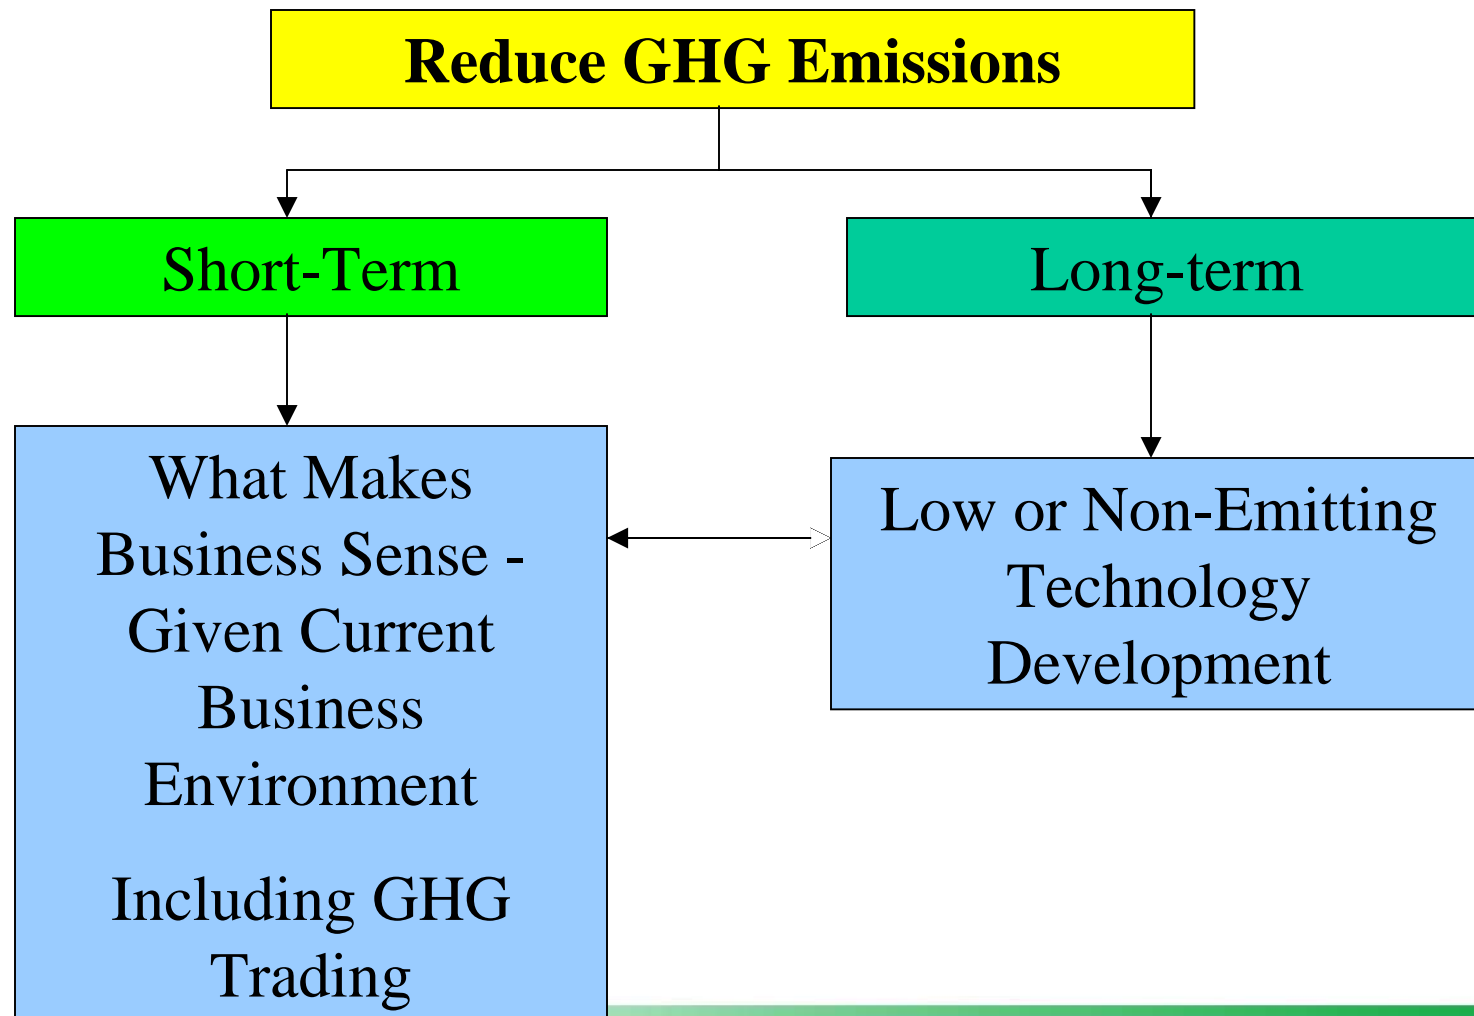 Reduce GHG Emissions
Short-Term
Long-term
What Makes
Business Sense -
Given Current
Business
Environment
Including GHG
Trading
Low or Non-Emitting
Technology
Development